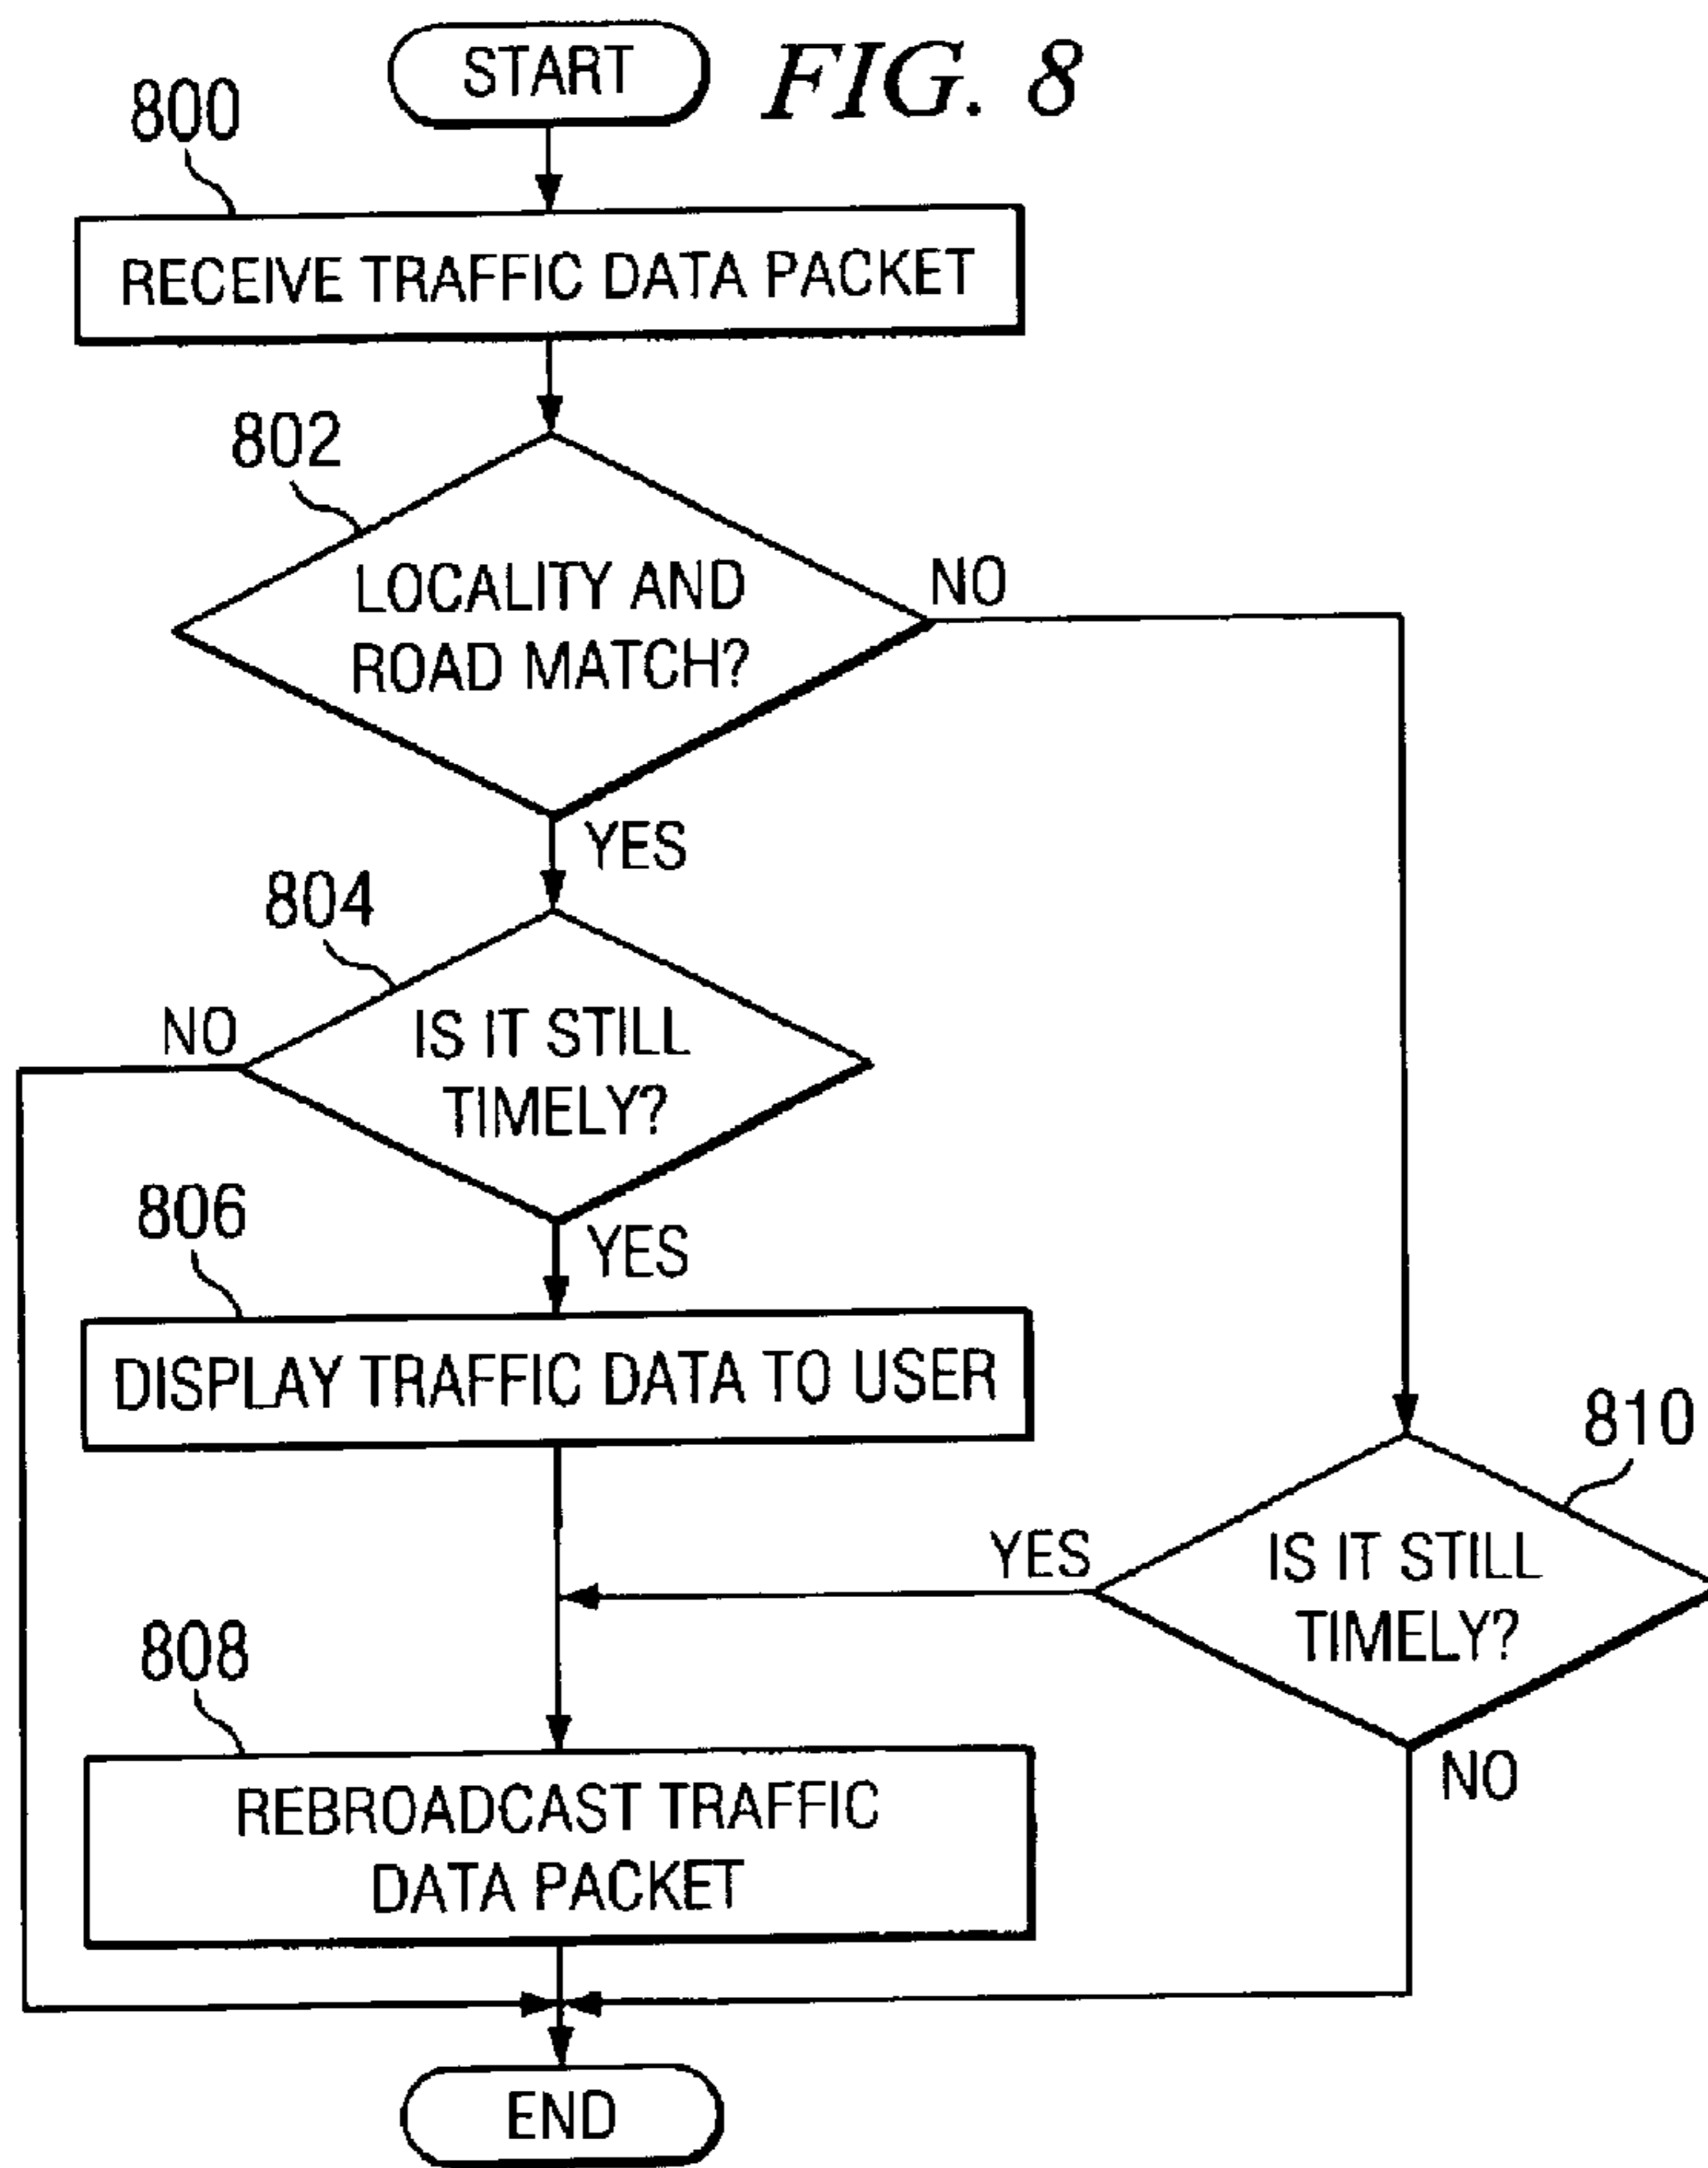 START
FIG. 8
800
RECEIVE TRAFFIC DATA PACKET
802
LOCALITY AND
ROAD MATCH?
NO
YES
804
NO
IS IT STILL
TIMELY?
YES
806
DISPLAY TRAFFIC DATA TO USER
810
YES
IS IT STILL
TIMELY?
NO
808
REBROADCAST TRAFFIC
DATA PACKET
END